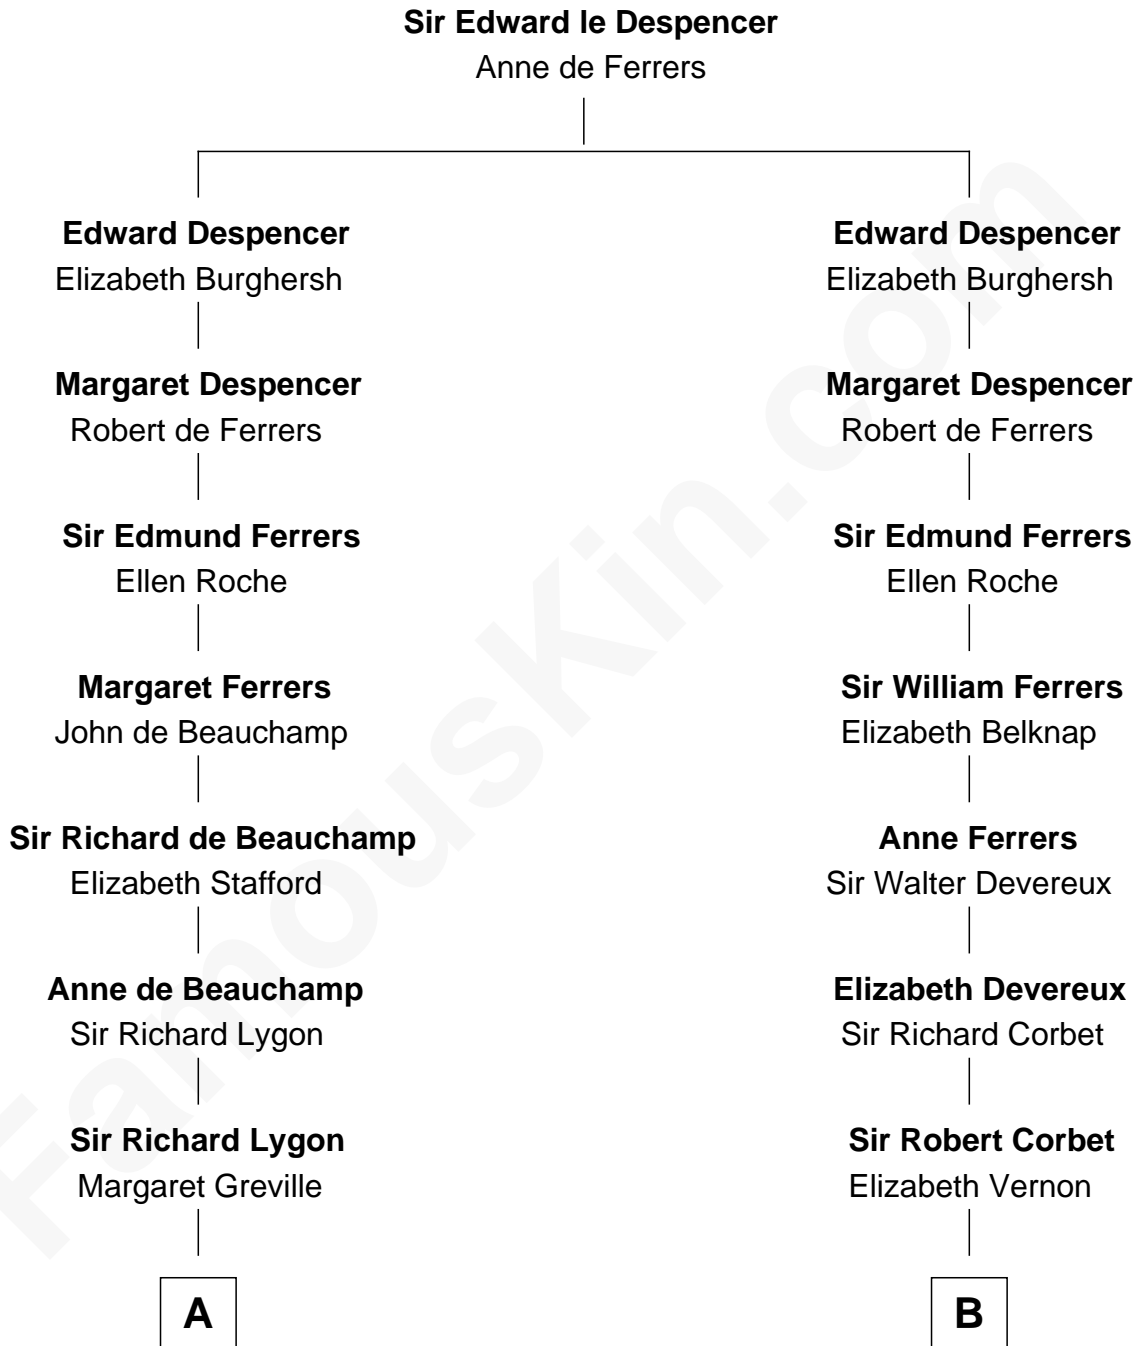 Sir Edward le Despencer
Anne de Ferrers
Edward Despencer
Elizabeth Burghersh
Margaret Despencer
Robert de Ferrers
Sir Edmund Ferrers
Ellen Roche
Margaret Ferrers
John de Beauchamp
Sir Richard de Beauchamp
Elizabeth Stafford
Anne de Beauchamp
Sir Richard Lygon
Sir Richard Lygon
Margaret Greville
A
Edward Despencer
Elizabeth Burghersh
Margaret Despencer
Robert de Ferrers
Sir Edmund Ferrers
Ellen Roche
Sir William Ferrers
Elizabeth Belknap
Anne Ferrers
Sir Walter Devereux
Elizabeth Devereux
Sir Richard Corbet
Sir Robert Corbet
Elizabeth Vernon
B
FamousKin.com